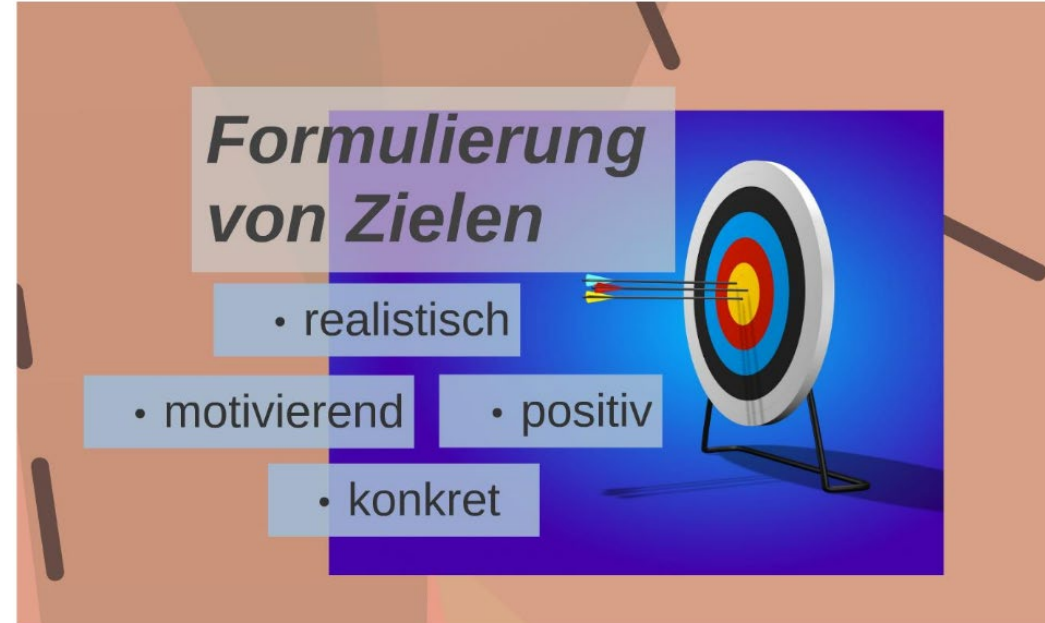 Formulierung
von Zielen
• realistisch
• motivierend
• positiv
• konkret